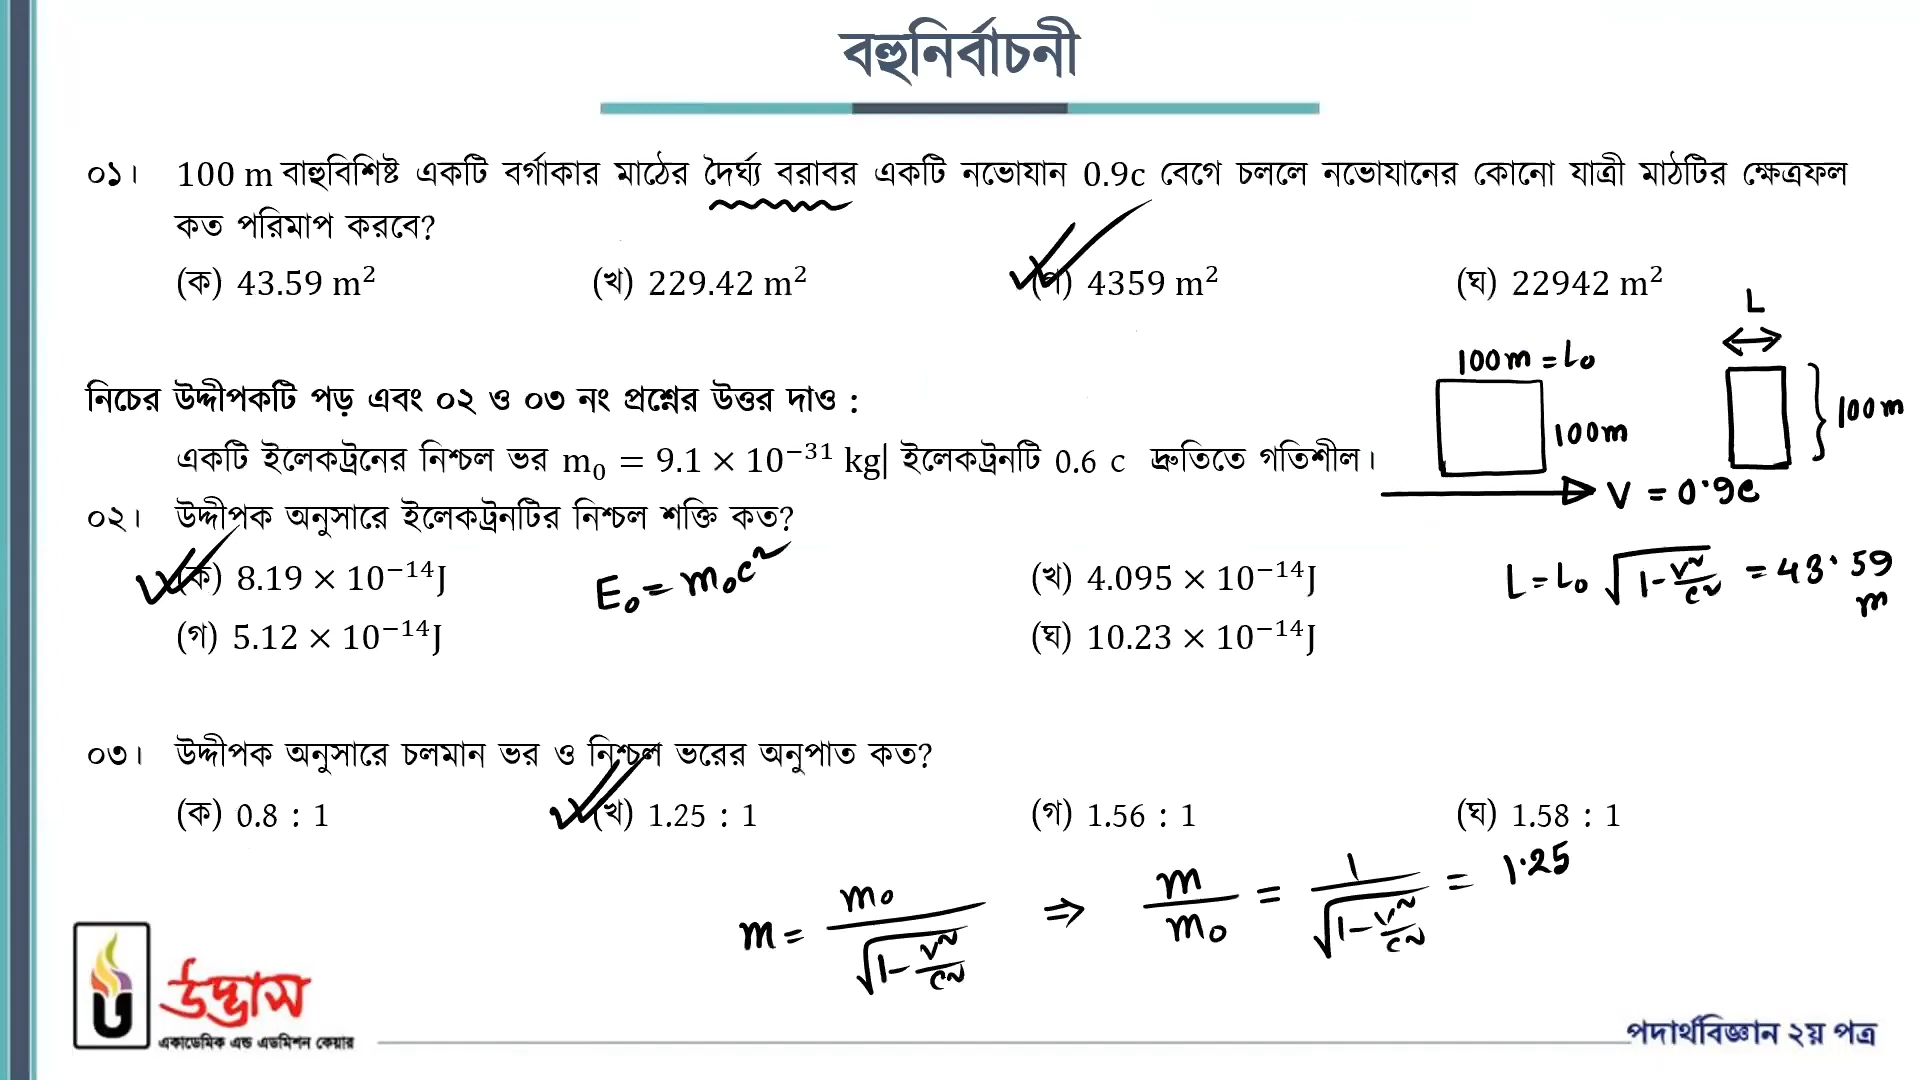 বহুনির্বাচনী
০১। 100 m বাহুবিশিষ্ট একটি বর্গাকার মাঠের দৈর্ঘ্য বরাবর একটি নভোযান 0.9c বেগে চললে নভোযানের কোনো যাত্রী মাঠটির ক্ষেত্রফল
কত পরিমাপ করবে?
(ক) 43.59 m² (খ) 229.42 m² (গ) 4359 m² (ঘ) 22942 m²
L
100m = L₀
100m
100m
নিচের উদ্দীপকটি পড় এবং ০২ ও ০৩ নং প্রশ্নের উত্তর দাও :
একটি ইলেকট্রনের নিশ্চল ভর m₀ = 9.1 × 10⁻³¹ kg| ইলেকট্রনটি 0.6 c দ্রুতিতে গতিশীল।
V = 0.9c
০২। উদ্দীপক অনুসারে ইলেকট্রনটির নিশ্চল শক্তি কত?
(ক) 8.19 × 10⁻¹⁴J (খ) 4.095 × 10⁻¹⁴J
E₀ = m₀c²
L = L₀ √(1 - v²/c²) = 43.59 m
(গ) 5.12 × 10⁻¹⁴J (ঘ) 10.23 × 10⁻¹⁴J
০৩। উদ্দীপক অনুসারে চলমান ভর ও নিশ্চল ভরের অনুপাত কত?
(ক) 0.8 : 1 (খ) 1.25 : 1 (গ) 1.56 : 1 (ঘ) 1.58 : 1
m = m₀/√(1 - v²/c²) ⇒ m/m₀ = 1/√(1 - v²/c²) = 1.25
উদ্ভাস
একাডেমিক এন্ড এডমিশন কেয়ার
পদার্থবিজ্ঞান ২য় পত্র